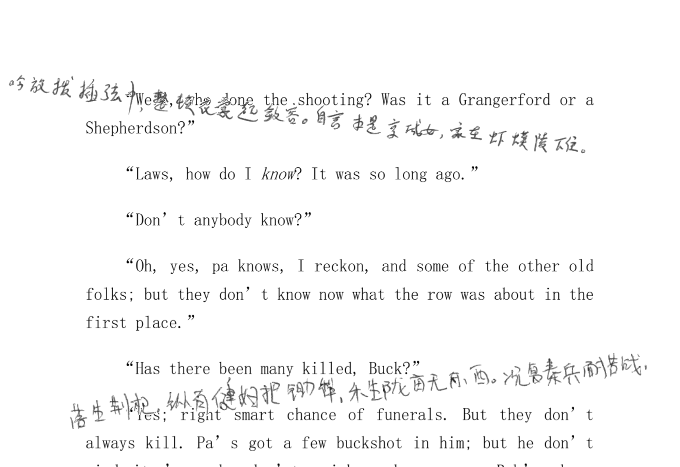 吟放拨插弦中,整顿衣裳起敛容。自言本是京城女,家在虾蟆陵下住。
done the shooting? Was it a Grangerford or a
Shepherdson?”
“Laws, how do I know? It was so long ago.”
“Don't anybody know?”
“Oh, yes, pa knows, I reckon, and some of the other old
folks; but they don't know now what the row was about in the
first place.”
“Has there been many killed, Buck?”
落生荆杞。纵有健妇把锄犁,禾生陇亩无东西。况复秦兵耐苦战,
Yes; right smart chance of funerals. But they don't
always kill. Pa's got a few buckshot in him; but he don't